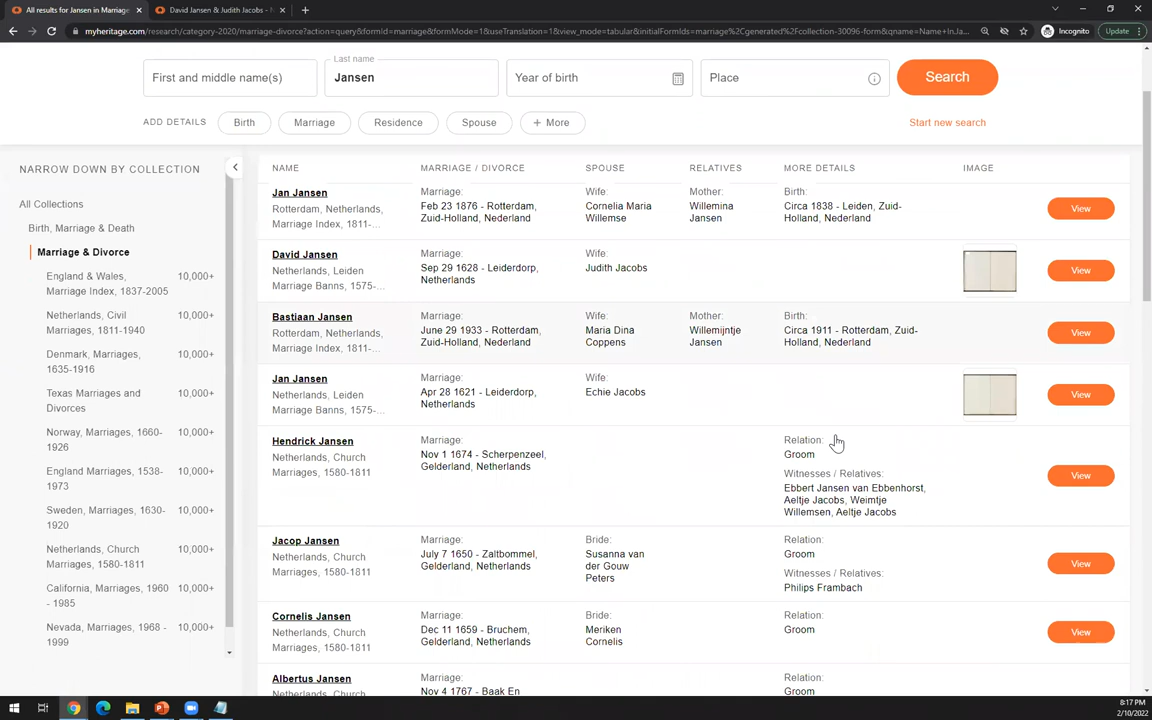 All results for Jansen in Marriage
David Jansen & Judith Jacobs -
myheritage.com/research/category-2020/marriage-divorce?action=query&formId=marriage&formMode=1&useTranslation=1&view_mode=tabular&initialFormIds=marriage%2Cgenerated%2Fcollection-30096-form&qname=Name+ln.Ja...
Incognito
Update
First and middle name(s)
Last name
Jansen
Year of birth
Place
Search
ADD DETAILS
Birth
Marriage
Residence
Spouse
+ More
Start new search
NARROW DOWN BY COLLECTION
All Collections
Birth, Marriage & Death
Marriage & Divorce
England & Wales, 10,000+
Marriage Index, 1837-2005
Netherlands, Civil 10,000+
Marriages, 1811-1940
Denmark, Marriages, 10,000+
1635-1916
Texas Marriages and 10,000+
Divorces
Norway, Marriages, 1660- 10,000+
1926
England Marriages, 1538- 10,000+
1973
Sweden, Marriages, 1630- 10,000+
1920
Netherlands, Church 10,000+
Marriages, 1580-1811
California, Marriages, 1960 10,000+
- 1985
Nevada, Marriages, 1968 - 10,000+
1999
NAME MARRIAGE / DIVORCE SPOUSE RELATIVES MORE DETAILS IMAGE
Jan Jansen
Rotterdam, Netherlands,
Marriage Index, 1811-...
Marriage:
Feb 23 1876 - Rotterdam,
Zuid-Holland, Nederland
Wife:
Cornelia Maria
Willemse
Mother:
Willemina
Jansen
Birth:
Circa 1838 - Leiden, Zuid-
Holland, Nederland
View
David Jansen
Netherlands, Leiden
Marriage Banns, 1575-...
Marriage:
Sep 29 1628 - Leiderdorp,
Netherlands
Wife:
Judith Jacobs
View
Bastiaan Jansen
Rotterdam, Netherlands,
Marriage Index, 1811-...
Marriage:
June 29 1933 - Rotterdam,
Zuid-Holland, Nederland
Wife:
Maria Dina
Coppens
Mother:
Willemijntje
Jansen
Birth:
Circa 1911 - Rotterdam, Zuid-
Holland, Nederland
View
Jan Jansen
Netherlands, Leiden
Marriage Banns, 1575-...
Marriage:
Apr 28 1621 - Leiderdorp,
Netherlands
Wife:
Echie Jacobs
View
Hendrick Jansen
Netherlands, Church
Marriages, 1580-1811
Marriage:
Nov 1 1674 - Scherpenzeel,
Gelderland, Netherlands
Relation:
Groom
Witnesses / Relatives:
Ebbert Jansen van Ebbenhorst,
Aeltje Jacobs, Weimtje
Willemsen, Aeltje Jacobs
View
Jacop Jansen
Netherlands, Church
Marriages, 1580-1811
Marriage:
July 7 1650 - Zaltbommel,
Gelderland, Netherlands
Bride:
Susanna van
der Gouw
Peters
Relation:
Groom
Witnesses / Relatives:
Philips Frambach
View
Cornelis Jansen
Netherlands, Church
Marriages, 1580-1811
Marriage:
Dec 11 1659 - Bruchem,
Gelderland, Netherlands
Bride:
Meriken
Cornelis
Relation:
Groom
View
Albertus Jansen
Netherlands, Church
Marriage:
Nov 4 1767 - Baak En
Relation:
Groom
8:17 PM
2/10/2022